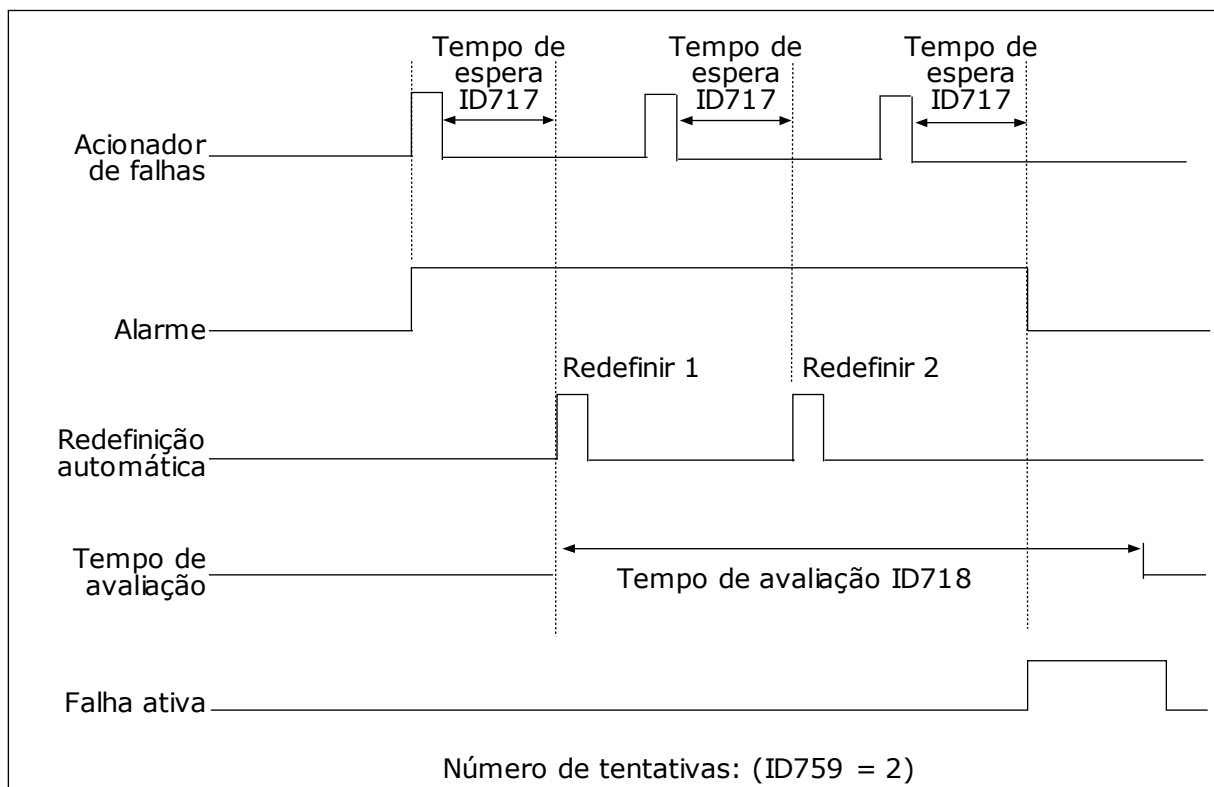 Tempo de
espera
ID717
Tempo de
espera
ID717
Tempo de
espera
ID717
Acionador
de falhas
Alarme
Redefinir 1
Redefinir 2
Redefinição
automática
Tempo de
avaliação
Tempo de avaliação ID718
Falha ativa
Número de tentativas: (ID759 = 2)